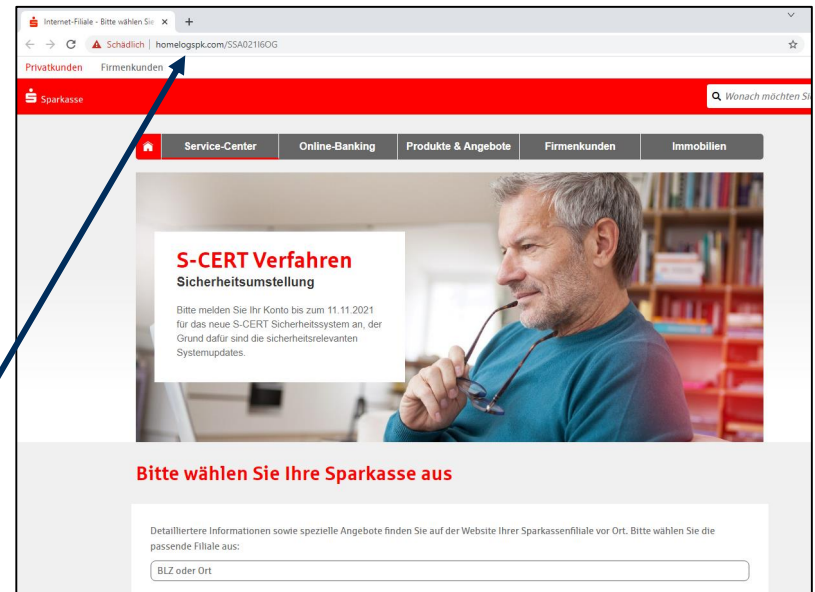 Internet-Filiale - Bitte wählen Sie
Schädlich | homelogspk.com/SSA02116OG
Privatkunden Firmenkunden
Sparkasse
Wonach möchten Si
Service-Center Online-Banking Produkte & Angebote Firmenkunden Immobilien
S-CERT Verfahren
Sicherheitsumstellung
Bitte melden Sie Ihr Konto bis zum 11.11.2021
für das neue S-CERT Sicherheitssystem an, der
Grund dafür sind die sicherheitsrelevanten
Systemupdates.
Bitte wählen Sie Ihre Sparkasse aus
Detailliertere Informationen sowie spezielle Angebote finden Sie auf der Website Ihrer Sparkassenfiliale vor Ort. Bitte wählen Sie die
passende Filiale aus:
BLZ oder Ort